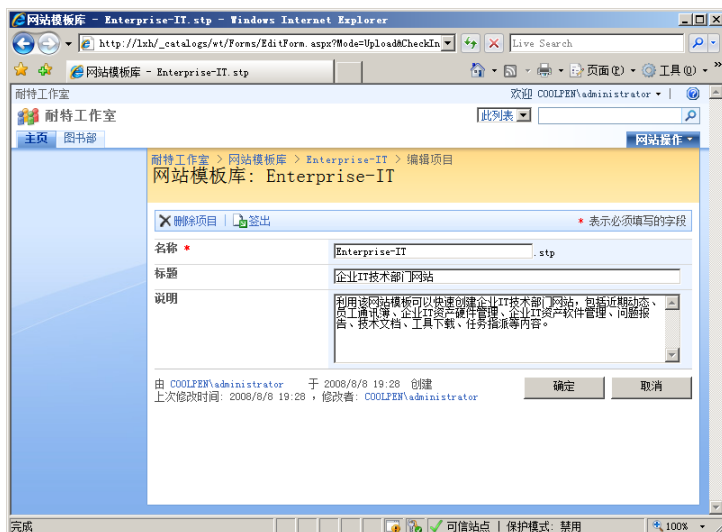 网站模板库 - Enterprise-IT.stp - Windows Internet Explorer
http://lxh/_catalogs/wt/Forms/EditForm.aspx?Mode=Upload&CheckIn
Live Search
网站模板库 - Enterprise-IT.stp
页面(P)
工具(O)
耐特工作室
欢迎 COOLPEN\administrator
耐特工作室
此列表
主页
图书部
网站操作
耐特工作室 > 网站模板库 > Enterprise-IT > 编辑项目
网站模板库: Enterprise-IT
删除项目
签出
* 表示必须填写的字段
名称 *
Enterprise-IT
.stp
标题
企业IT技术部门网站
说明
利用该网站模板可以快速创建企业IT技术部门网站，包括近期动态、
员工通讯簿、企业IT资产硬件管理、企业IT资产软件管理、问题报
告、技术文档、工具下载、任务指派等内容。
由 COOLPEN\administrator 于 2008/8/8 19:28 创建
上次修改时间: 2008/8/8 19:28 ，修改者: COOLPEN\administrator
确定
取消
完成
可信站点 | 保护模式: 禁用
100%